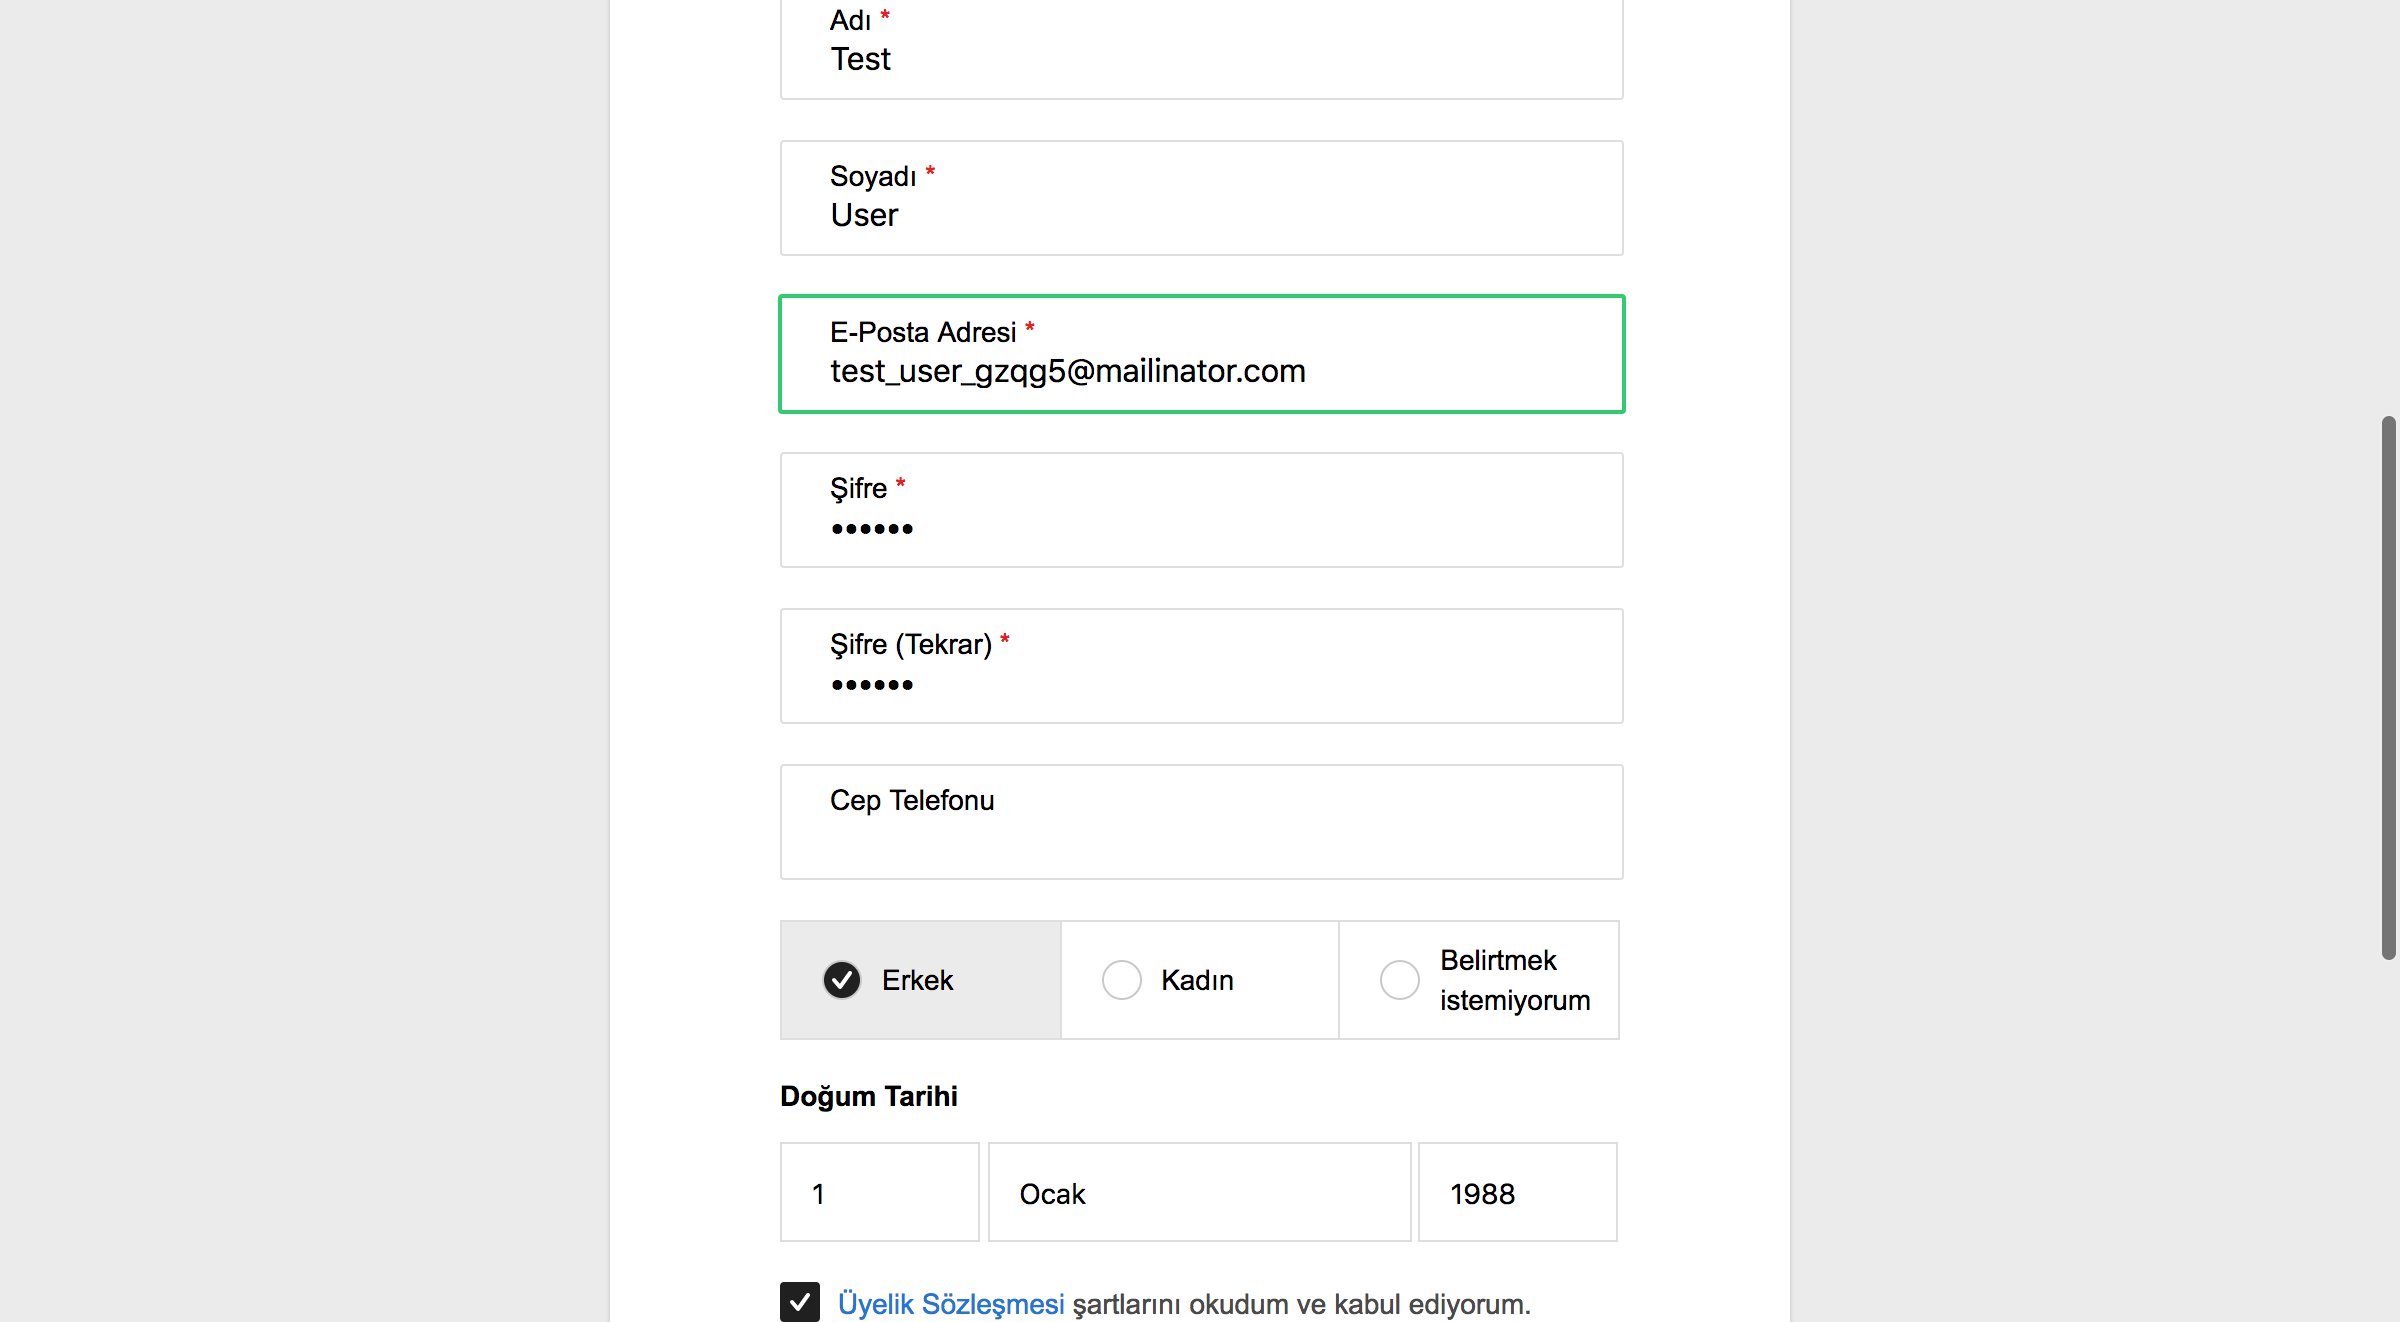 Adı *
Test
Soyadı *
User
E-Posta Adresi *
test_user_gzqg5@mailinator.com
Şifre *
••••••
Şifre (Tekrar) *
••••••
Cep Telefonu
Erkek
Kadın
Belirtmek
istemiyorum
Doğum Tarihi
1
Ocak
1988
Üyelik Sözleşmesi şartlarını okudum ve kabul ediyorum.